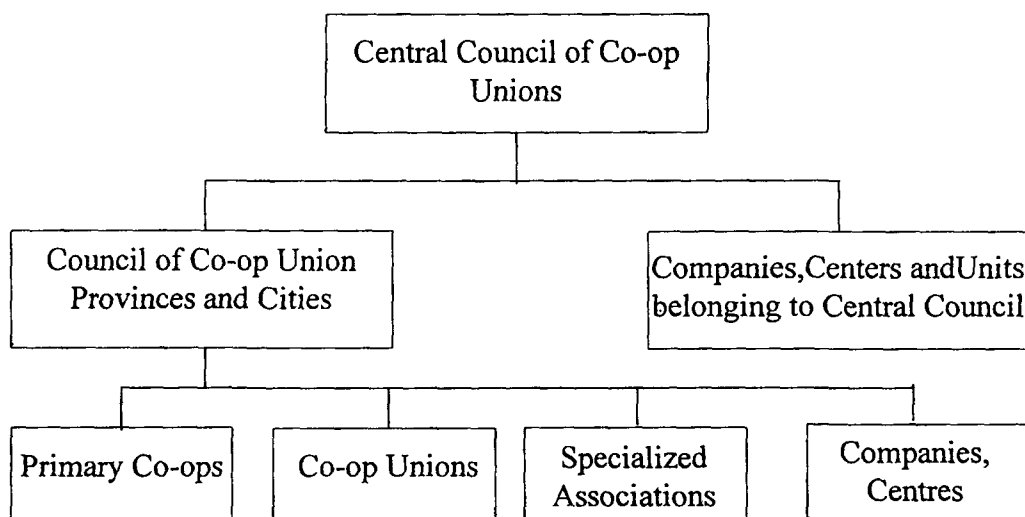 Central Council of Co-op
Unions
Council of Co-op Union
Provinces and Cities
Companies,Centers andUnits
belonging to Central Council
Primary Co-ops
Co-op Unions
Specialized
Associations
Companies,
Centres